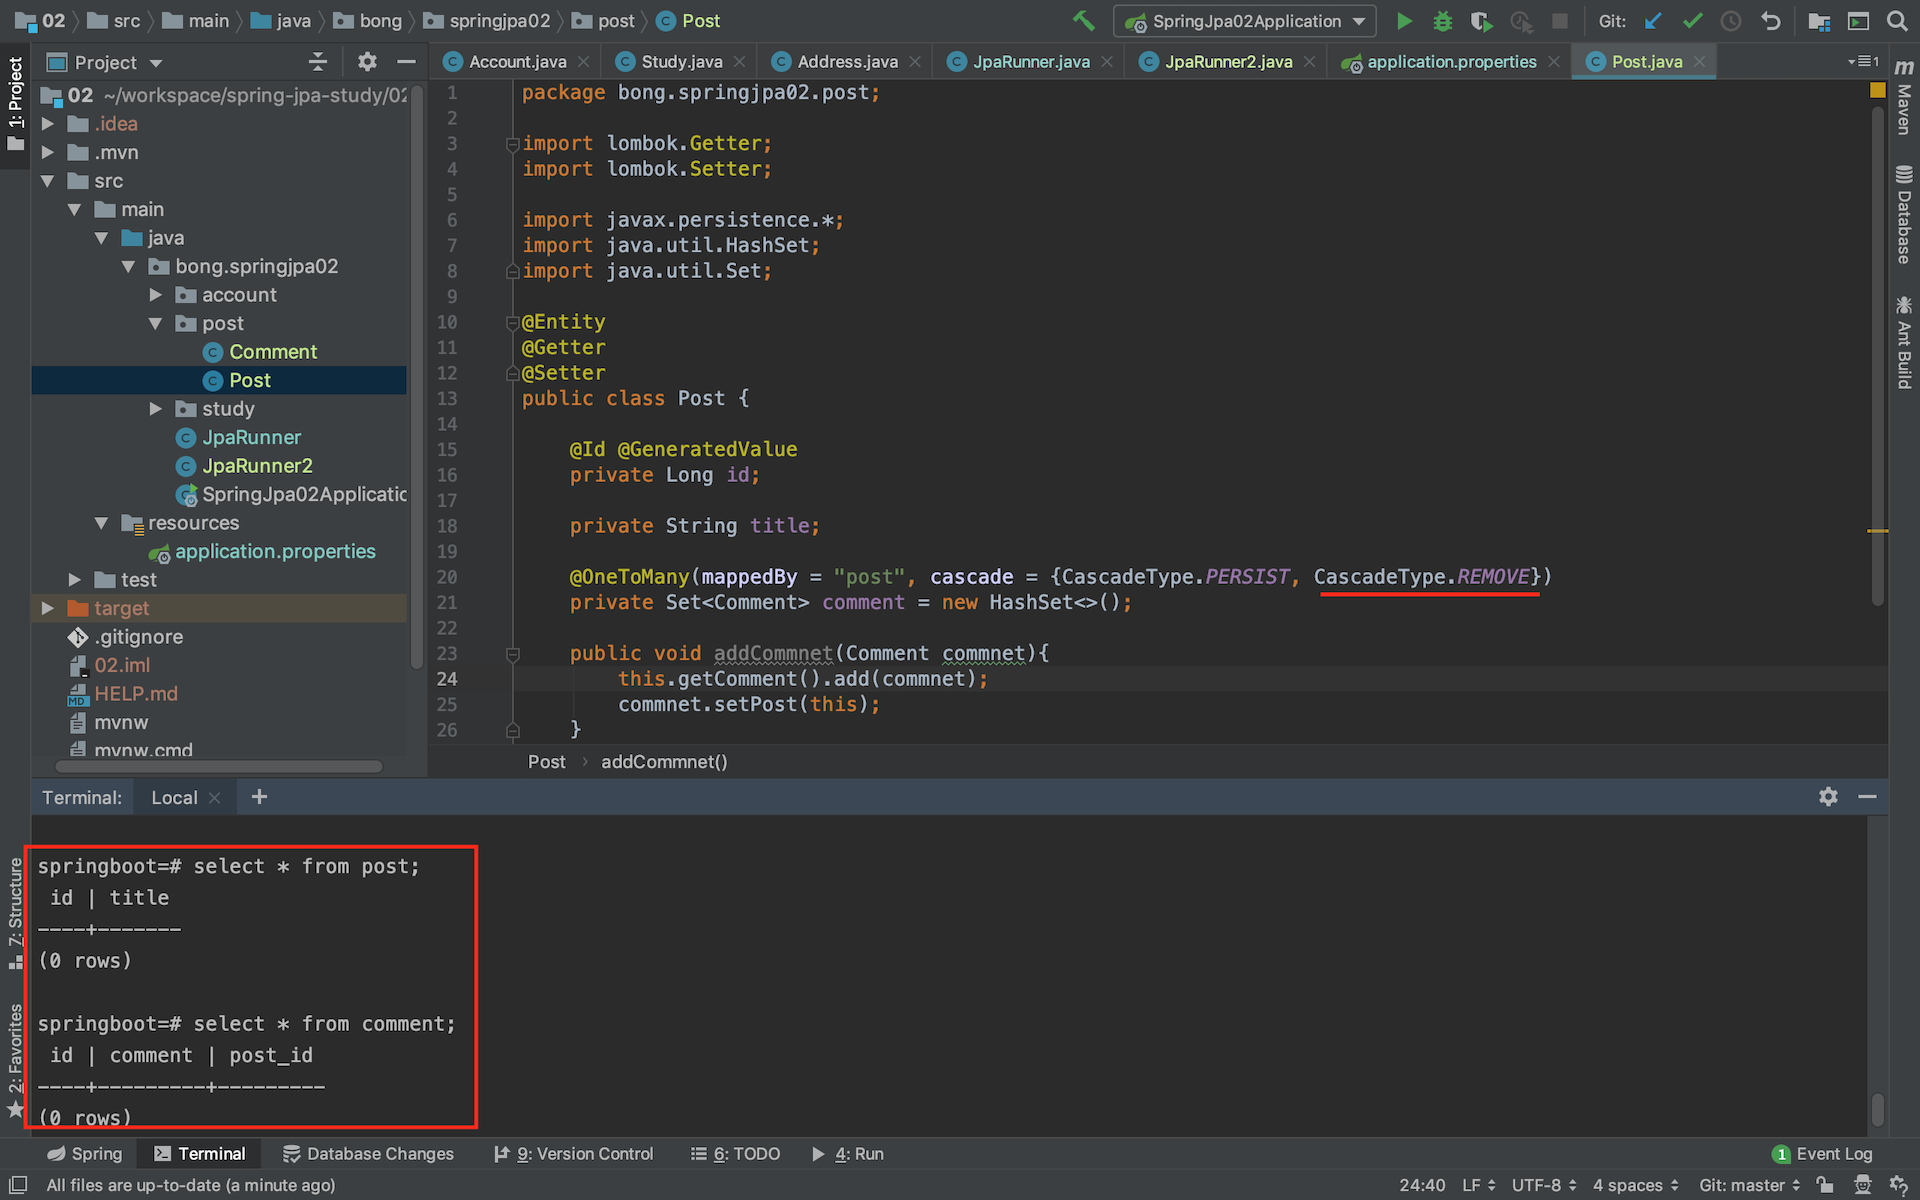 02 src main java bong springjpa02 post Post
SpringJpa02Application
Git:
Project
Account.java
Study.java
Address.java
JpaRunner.java
JpaRunner2.java
application.properties
Post.java
1
1: Project
7: Structure
2: Favorites
m Maven
Database
Ant Build
02 ~/workspace/spring-jpa-study/02
.idea
.mvn
src
main
java
bong.springjpa02
account
post
Comment
Post
study
JpaRunner
JpaRunner2
SpringJpa02Applicatio
resources
application.properties
test
target
.gitignore
02.iml
HELP.md
mvnw
mvnw.cmd
1 package bong.springjpa02.post;
2
3 import lombok.Getter;
4 import lombok.Setter;
5
6 import javax.persistence.*;
7 import java.util.HashSet;
8 import java.util.Set;
9
10 @Entity
11 @Getter
12 @Setter
13 public class Post {
14
15 @Id @GeneratedValue
16 private Long id;
17
18 private String title;
19
20 @OneToMany(mappedBy = "post", cascade = {CascadeType.PERSIST, CascadeType.REMOVE})
21 private Set<Comment> comment = new HashSet<>();
22
23 public void addCommnet(Comment commnet){
24 this.getComment().add(commnet);
25 commnet.setPost(this);
26 }
Post › addCommnet()
Terminal: Local +
springboot=# select * from post;
id | title
----+-------
(0 rows)
springboot=# select * from comment;
id | comment | post_id
----+---------+---------
(0 rows)
Spring
Terminal
Database Changes
9: Version Control
6: TODO
4: Run
1 Event Log
All files are up-to-date (a minute ago)
24:40 LF UTF-8 4 spaces Git: master